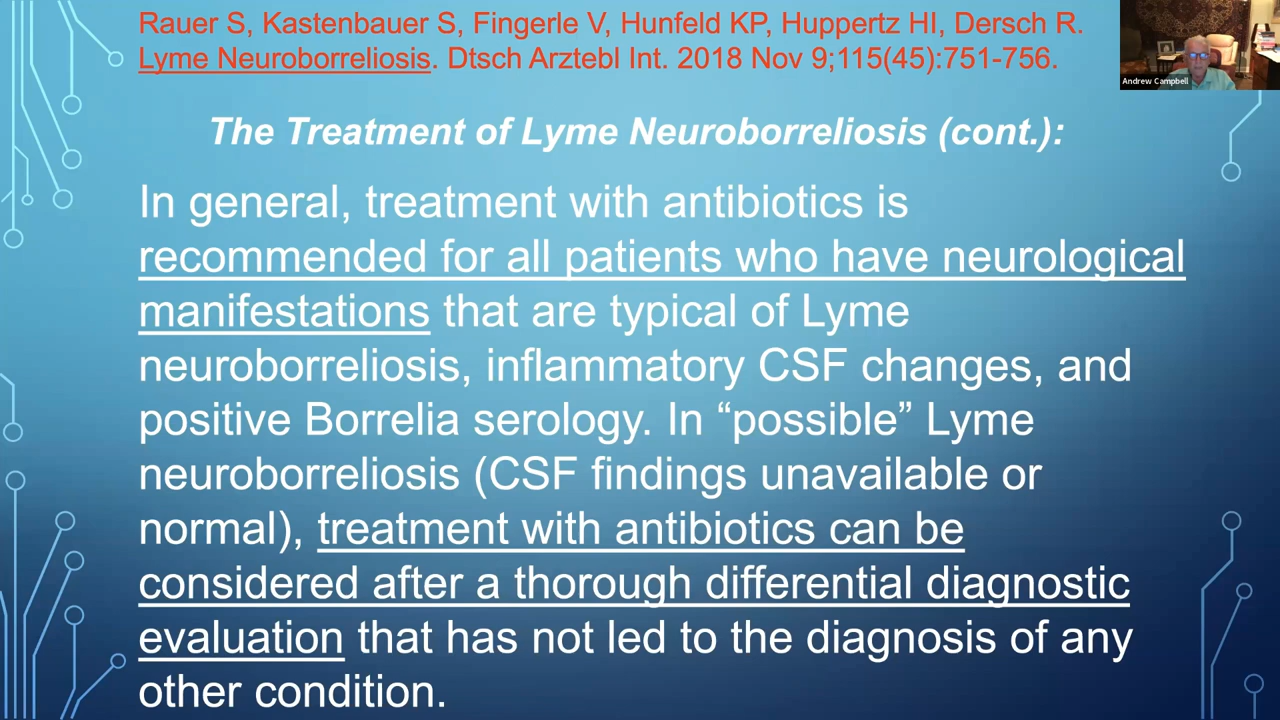 Rauer S, Kastenbauer S, Fingerle V, Hunfeld KP, Huppertz HI, Dersch R.
Lyme Neuroborreliosis. Dtsch Arztebl Int. 2018 Nov 9;115(45):751-756.
Andrew Campbell
The Treatment of Lyme Neuroborreliosis (cont.):
In general, treatment with antibiotics is
recommended for all patients who have neurological
manifestations that are typical of Lyme
neuroborreliosis, inflammatory CSF changes, and
positive Borrelia serology. In “possible” Lyme
neuroborreliosis (CSF findings unavailable or
normal), treatment with antibiotics can be
considered after a thorough differential diagnostic
evaluation that has not led to the diagnosis of any
other condition.